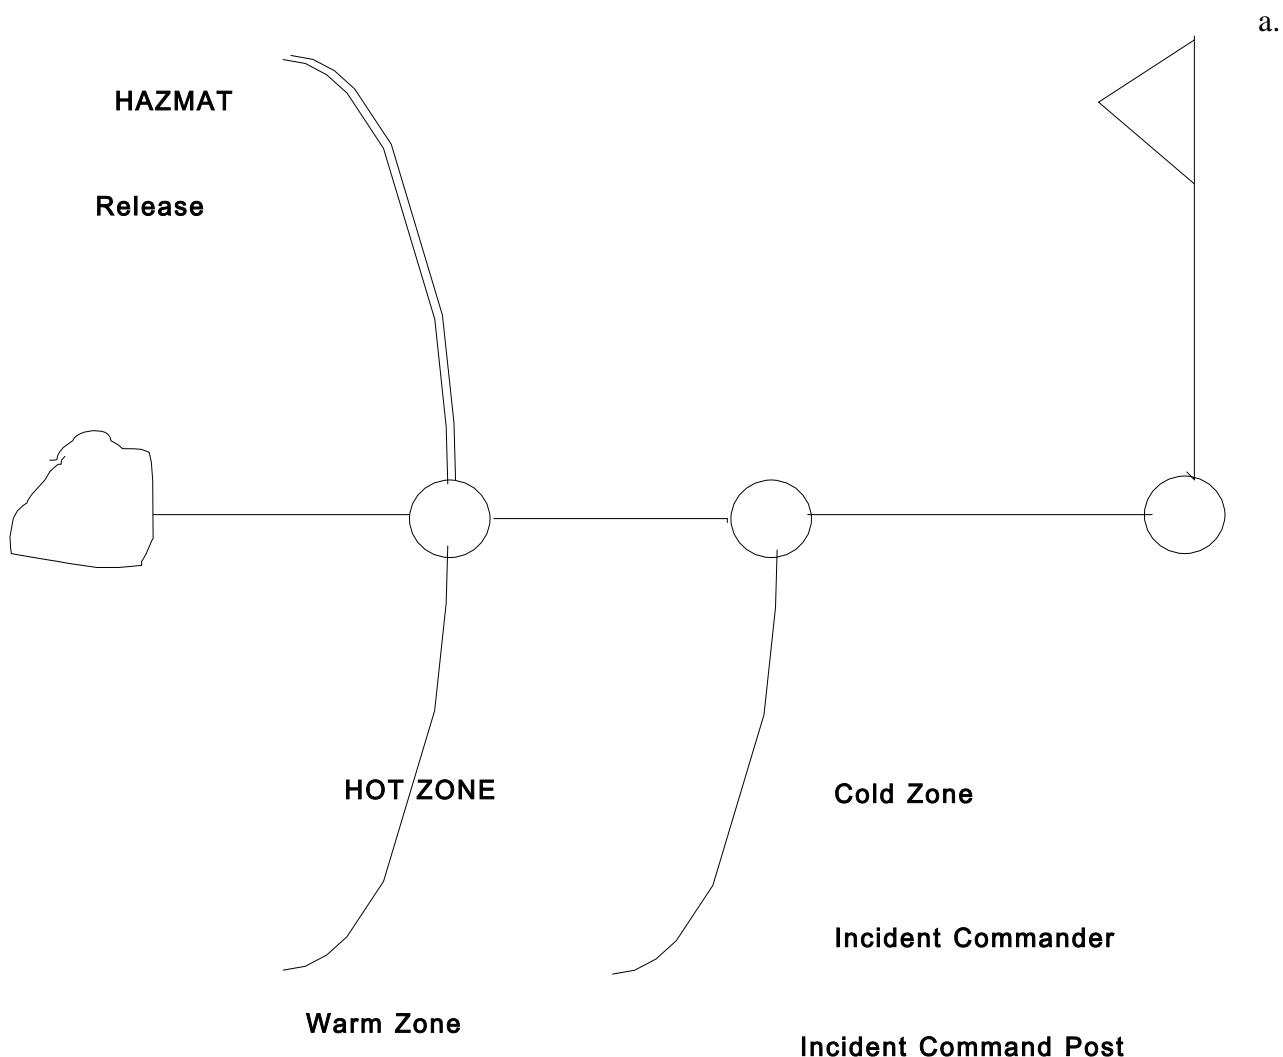 a.
HAZMAT
Release
HOT ZONE
Cold Zone
Incident Commander
Warm Zone
Incident Command Post